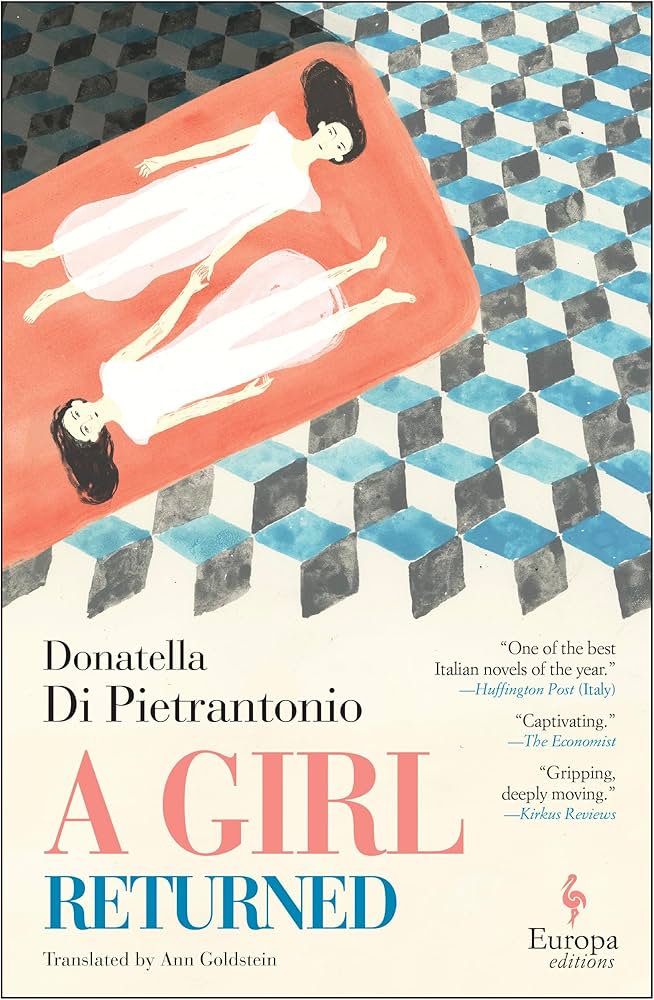 Donatella
Di Pietrantonio
A GIRL
RETURNED
Translated by Ann Goldstein
“One of the best
Italian novels of the year.”
—Huffington Post (Italy)
“Captivating.”
—The Economist
“Gripping,
deeply moving.”
—Kirkus Reviews
Europa
editions